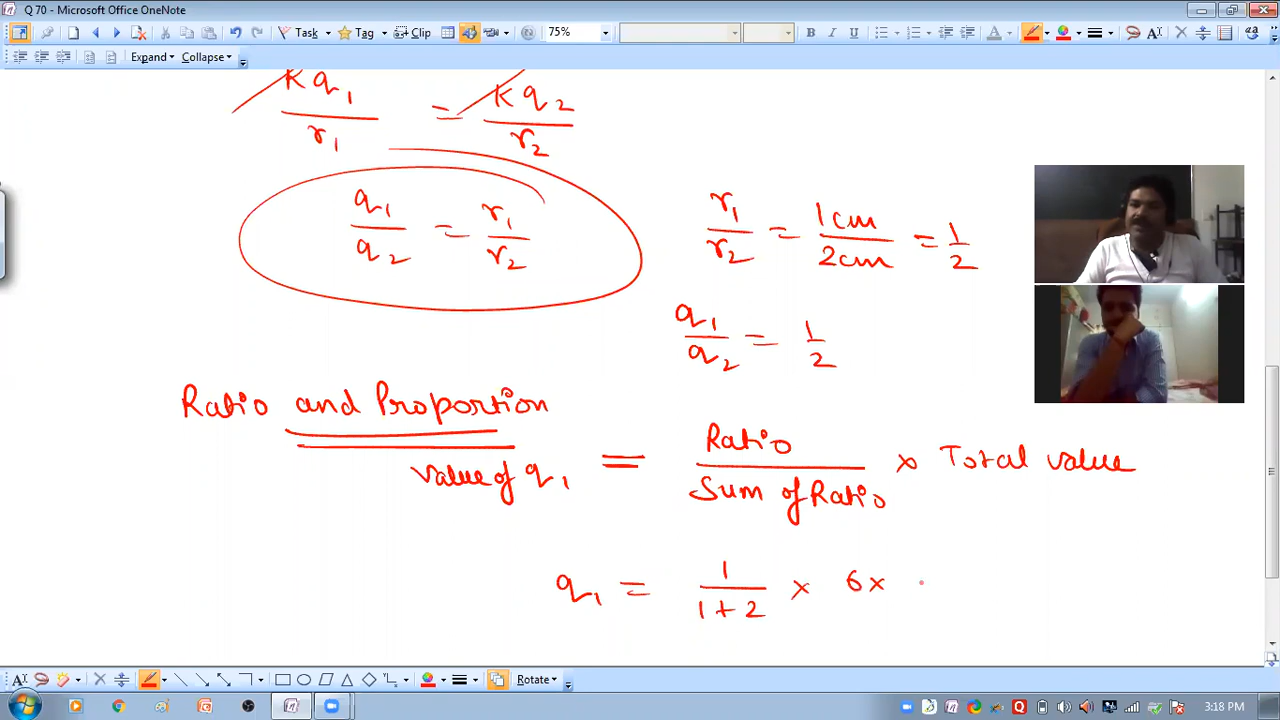 Q 70 - Microsoft Office OneNote
Task Tag Clip 75% B I U
Expand Collapse
K q1 / r1 = K q2 / r2
q1 / q2 = r1 / r2
r1 / r2 = 1cm / 2cm = 1 / 2
q1 / q2 = 1 / 2
Ratio and Proportion
Value of q1 = Ratio / Sum of Ratio × Total value
q1 = 1 / 1+2 × 6×
Rotate
3:18 PM